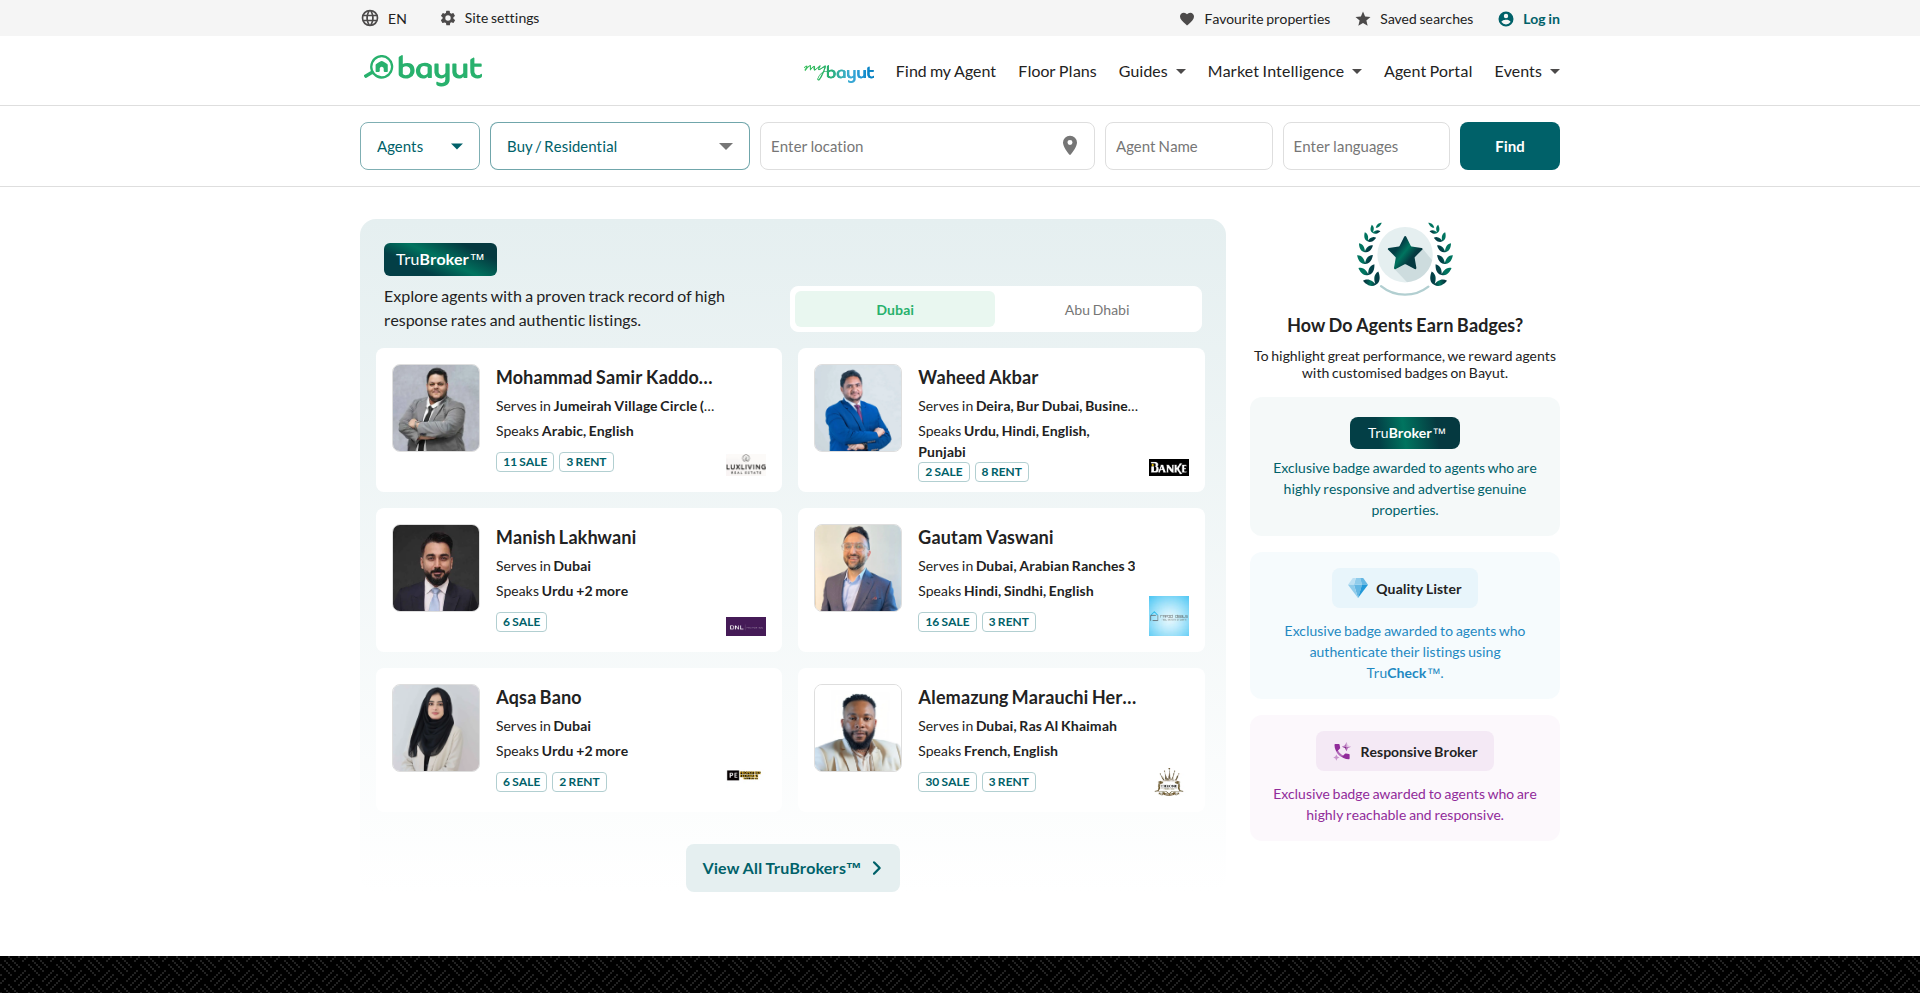 EN
Site settings
Favourite properties
Saved searches
Log in
bayut
mybayut
Find my Agent
Floor Plans
Guides
Market Intelligence
Agent Portal
Events
Agents
Buy / Residential
Enter location
Agent Name
Enter languages
Find
TruBroker™
Explore agents with a proven track record of high
response rates and authentic listings.
Dubai
Abu Dhabi
Mohammad Samir Kaddo...
Serves in Jumeirah Village Circle (...
Speaks Arabic, English
11 SALE
3 RENT
LUXLIVING
REAL ESTATE
Waheed Akbar
Serves in Deira, Bur Dubai, Busine...
Speaks Urdu, Hindi, English,
Punjabi
2 SALE
8 RENT
BANKE
Manish Lakhwani
Serves in Dubai
Speaks Urdu +2 more
6 SALE
DNL
Gautam Vaswani
Serves in Dubai, Arabian Ranches 3
Speaks Hindi, Sindhi, English
16 SALE
3 RENT
Aqsa Bano
Serves in Dubai
Speaks Urdu +2 more
6 SALE
2 RENT
PE
Alemazung Marauchi Her...
Serves in Dubai, Ras Al Khaimah
Speaks French, English
30 SALE
3 RENT
View All TruBrokers™
How Do Agents Earn Badges?
To highlight great performance, we reward agents
with customised badges on Bayut.
TruBroker™
Exclusive badge awarded to agents who are
highly responsive and advertise genuine
properties.
Quality Lister
Exclusive badge awarded to agents who
authenticate their listings using
TruCheck™.
Responsive Broker
Exclusive badge awarded to agents who are
highly reachable and responsive.